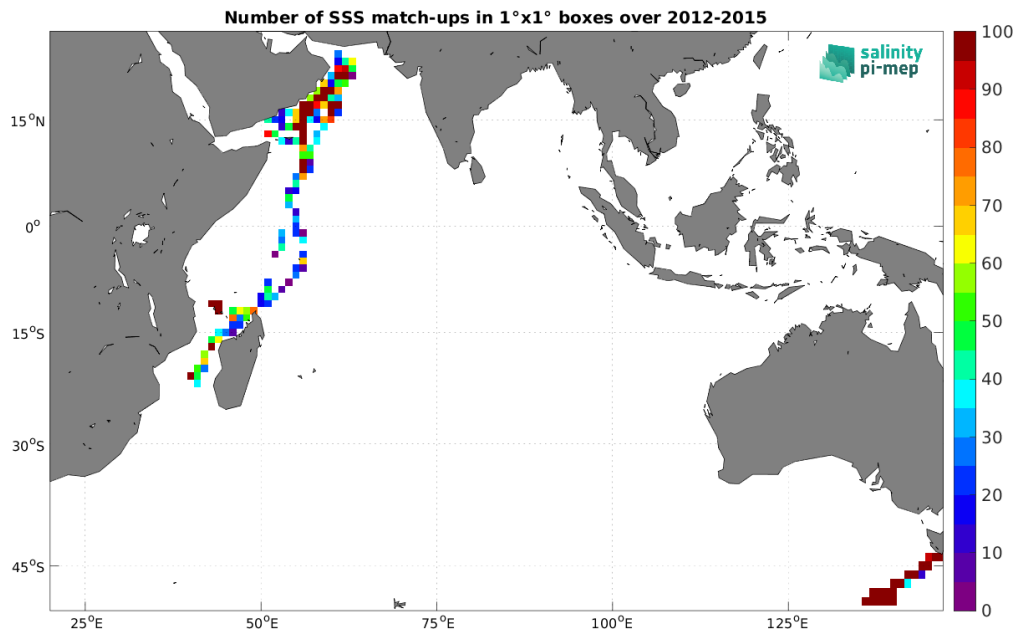 Number of SSS match-ups in 1°x1° boxes over 2012-2015
salinity
pi-mep
15°N
0°
15°S
30°S
45°S
25°E
50°E
75°E
100°E
125°E
100
90
80
70
60
50
40
30
20
10
0